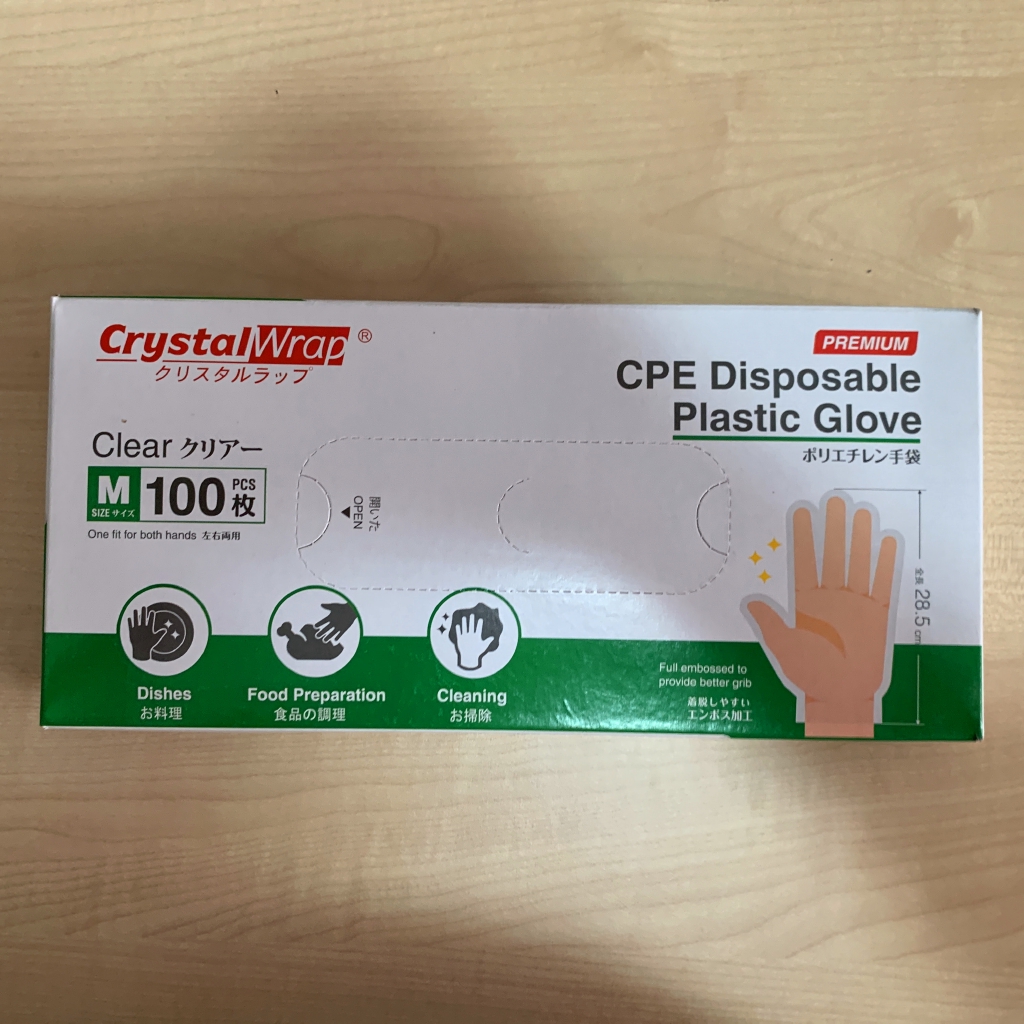 CrystalWrap®
クリスタルラップ
PREMIUM
CPE Disposable
Plastic Glove
ポリエチレン手袋
Clear クリアー
M
SIZE サイズ
100 PCS
枚
One fit for both hands 左右両用
開いた
OPEN
全長 28.5 cm
Dishes
お料理
Food Preparation
食品の調理
Cleaning
お掃除
Full embossed to
provide better grib
着脱しやすい
エンボス加工